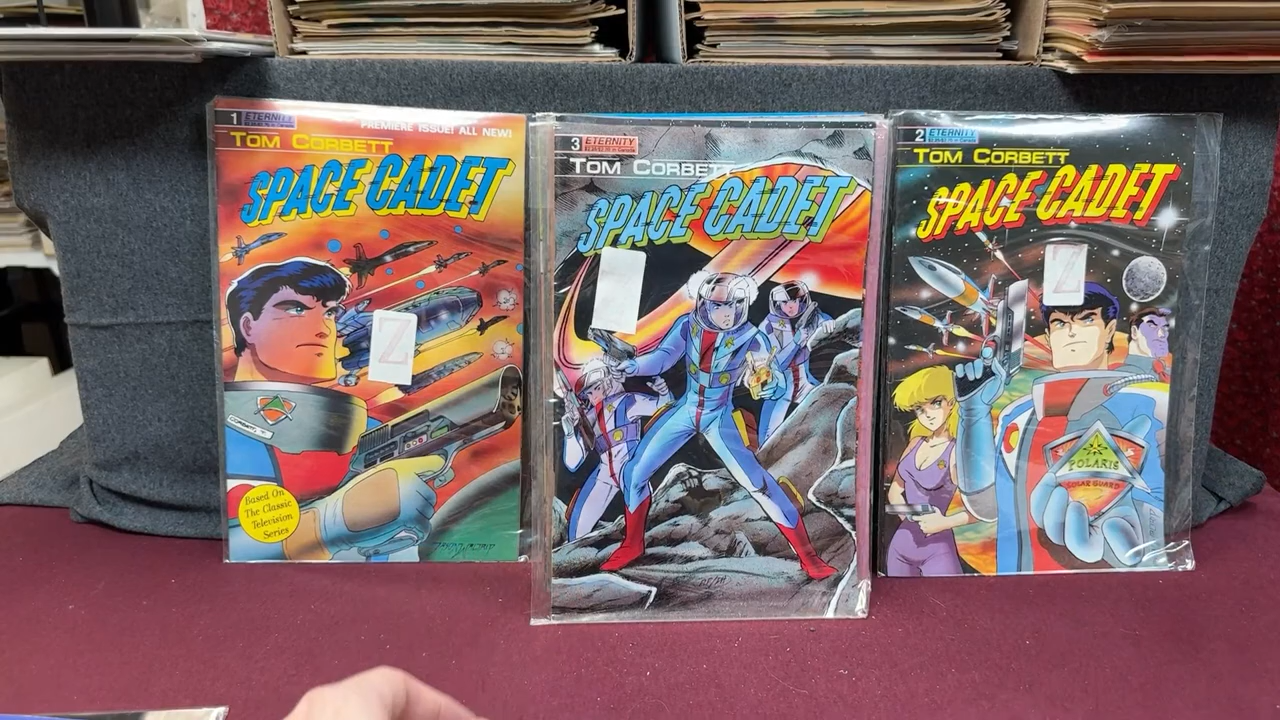 1 ETERNITY
PREMIERE ISSUE! ALL NEW!
TOM CORBETT
SPACE CADET
Z
Based On
The Classic
Television
Series
3 ETERNITY
TOM CORBETT
SPACE CADET
2 ETERNITY
TOM CORBETT
SPACE CADET
Z
POLARIS
SOLAR GUARD